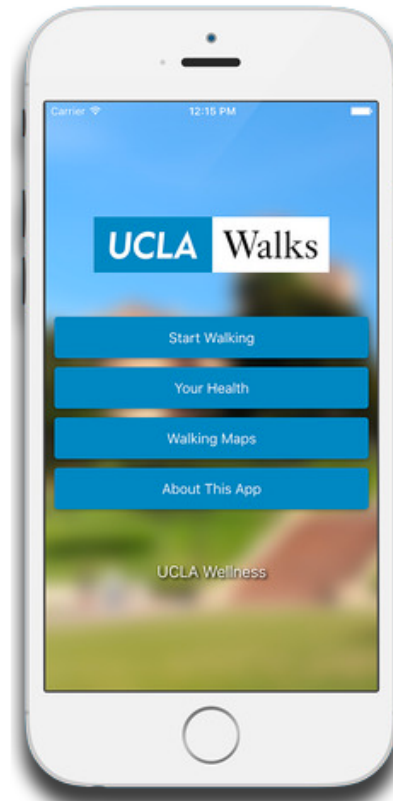 Carrier 12:15 PM
UCLA Walks
Start Walking
Your Health
Walking Maps
About This App
UCLA Wellness